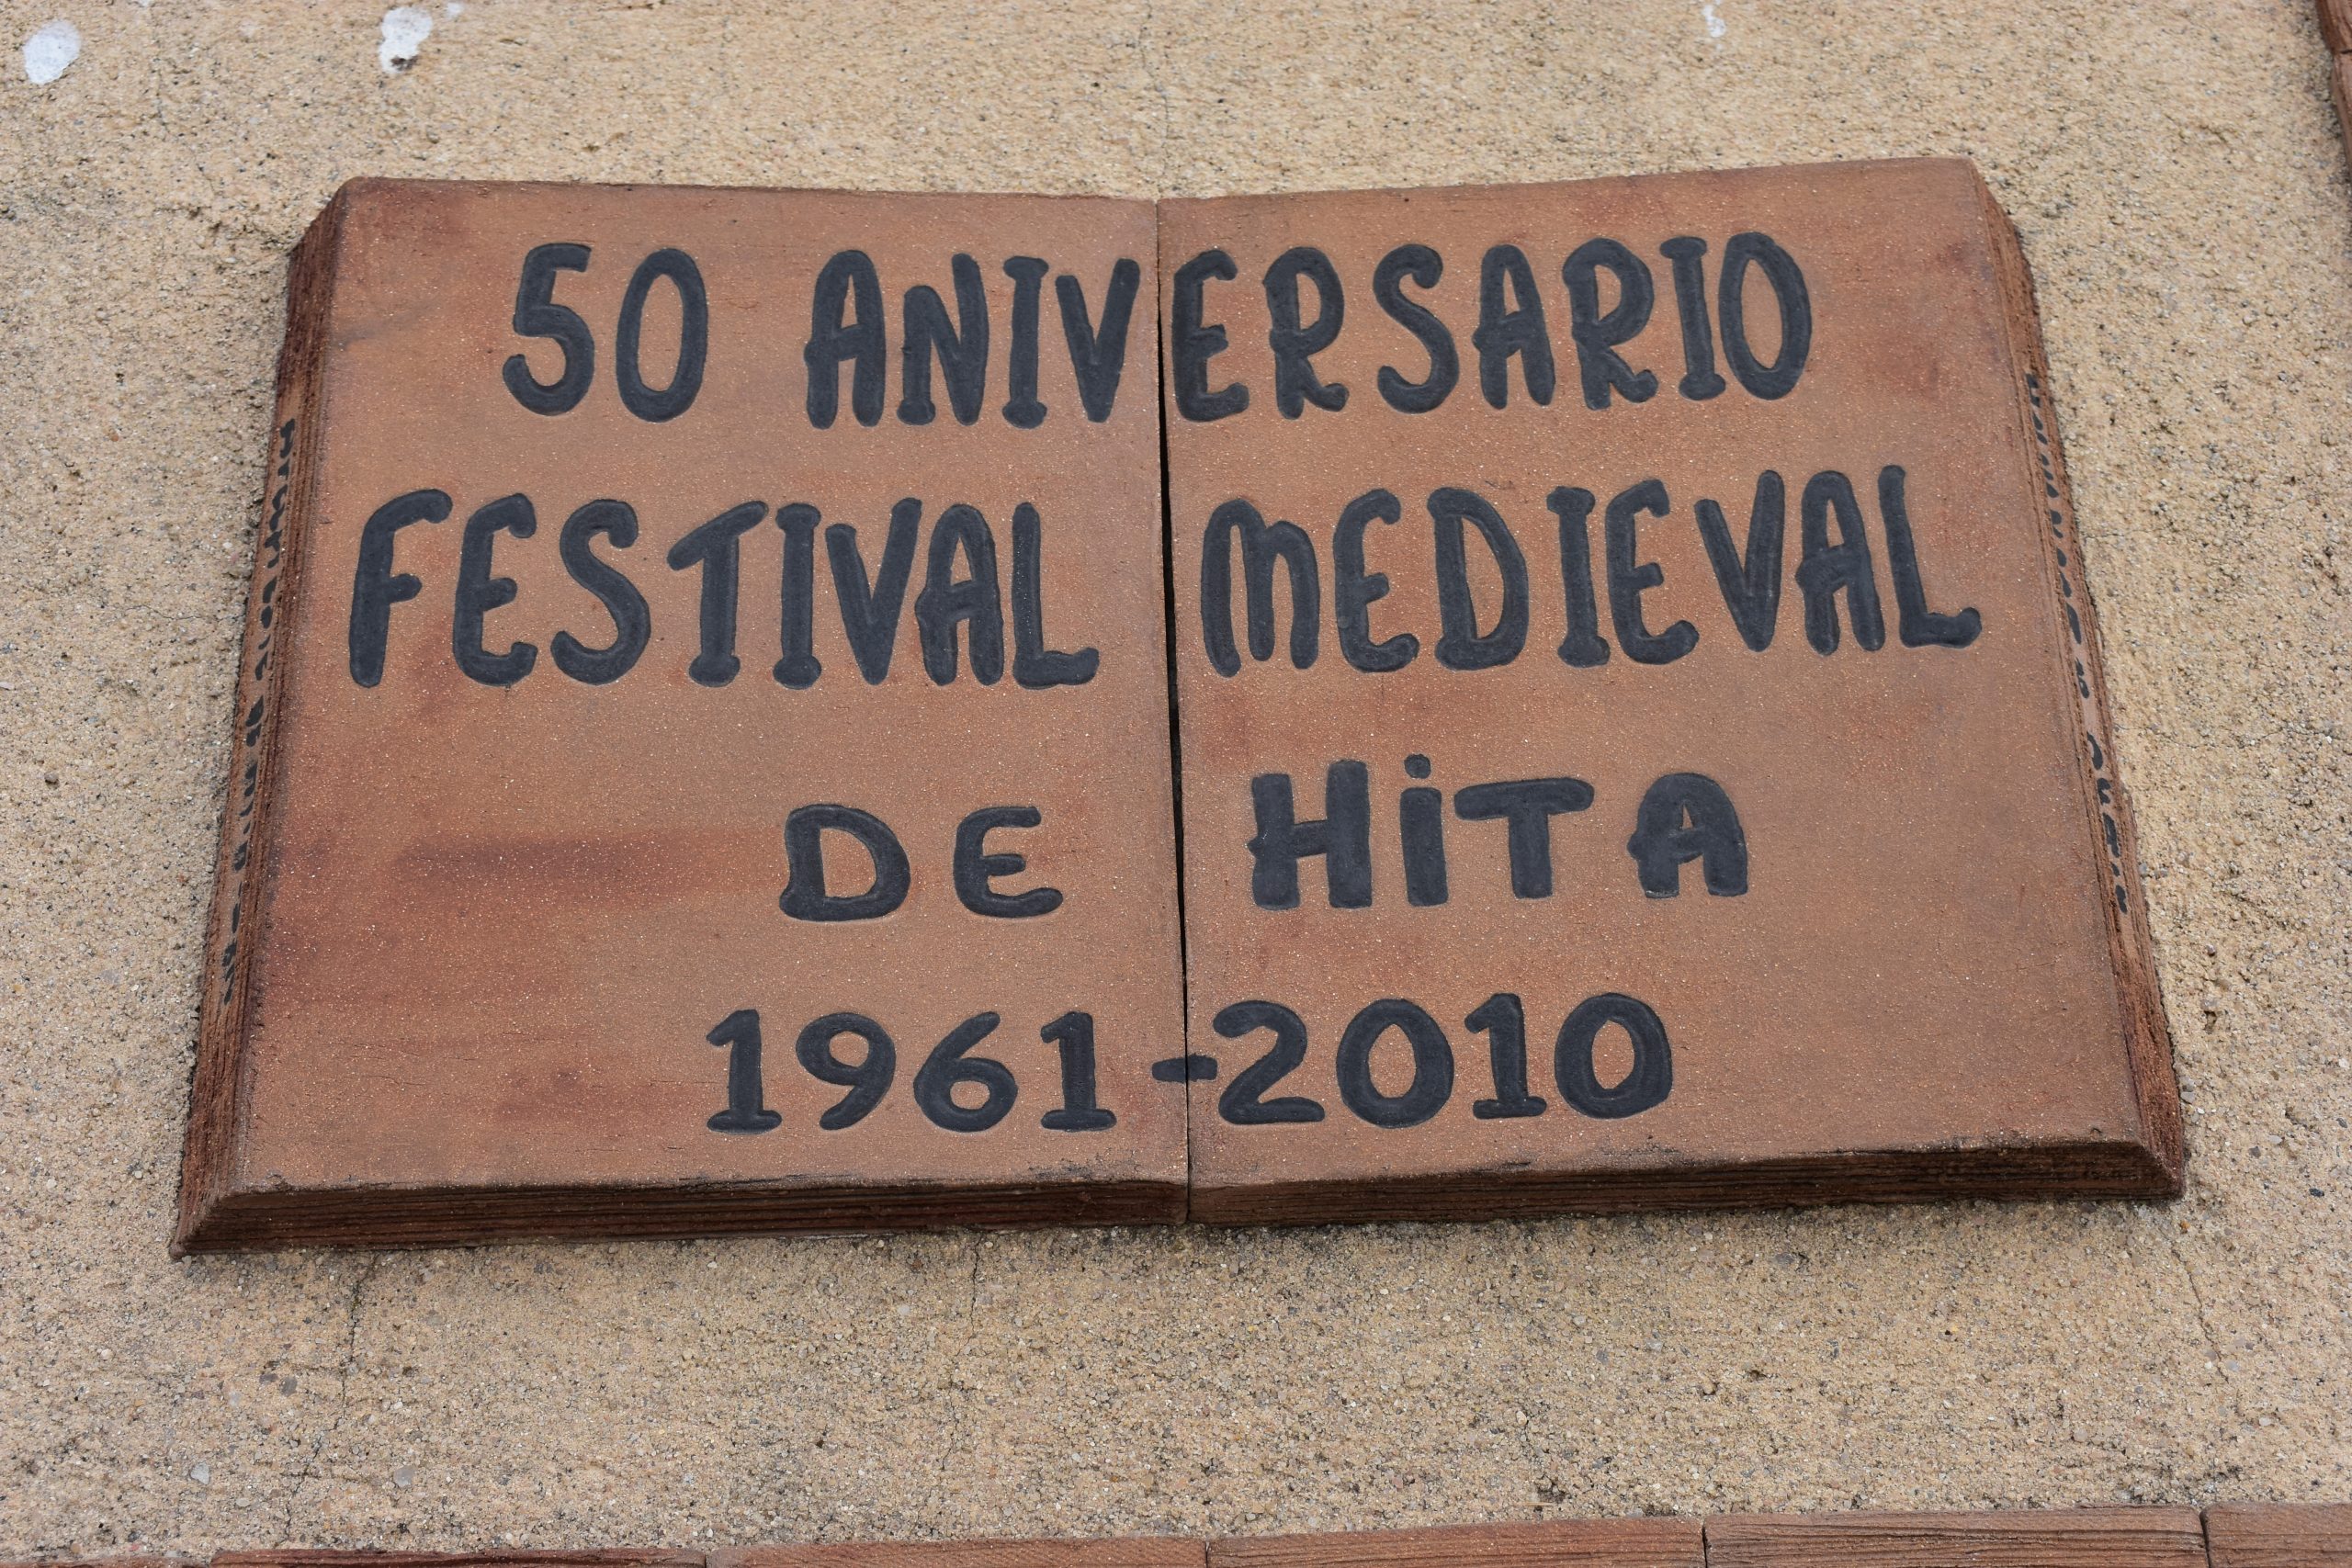 50 ANIVERSARIO
FESTIVAL MEDIEVAL
DE HiTA
1961-2010